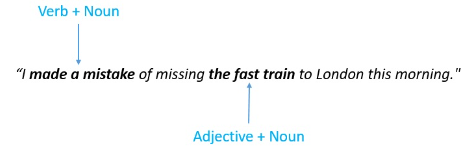 Verb + Noun
“I made a mistake of missing the fast train to London this morning."
Adjective + Noun